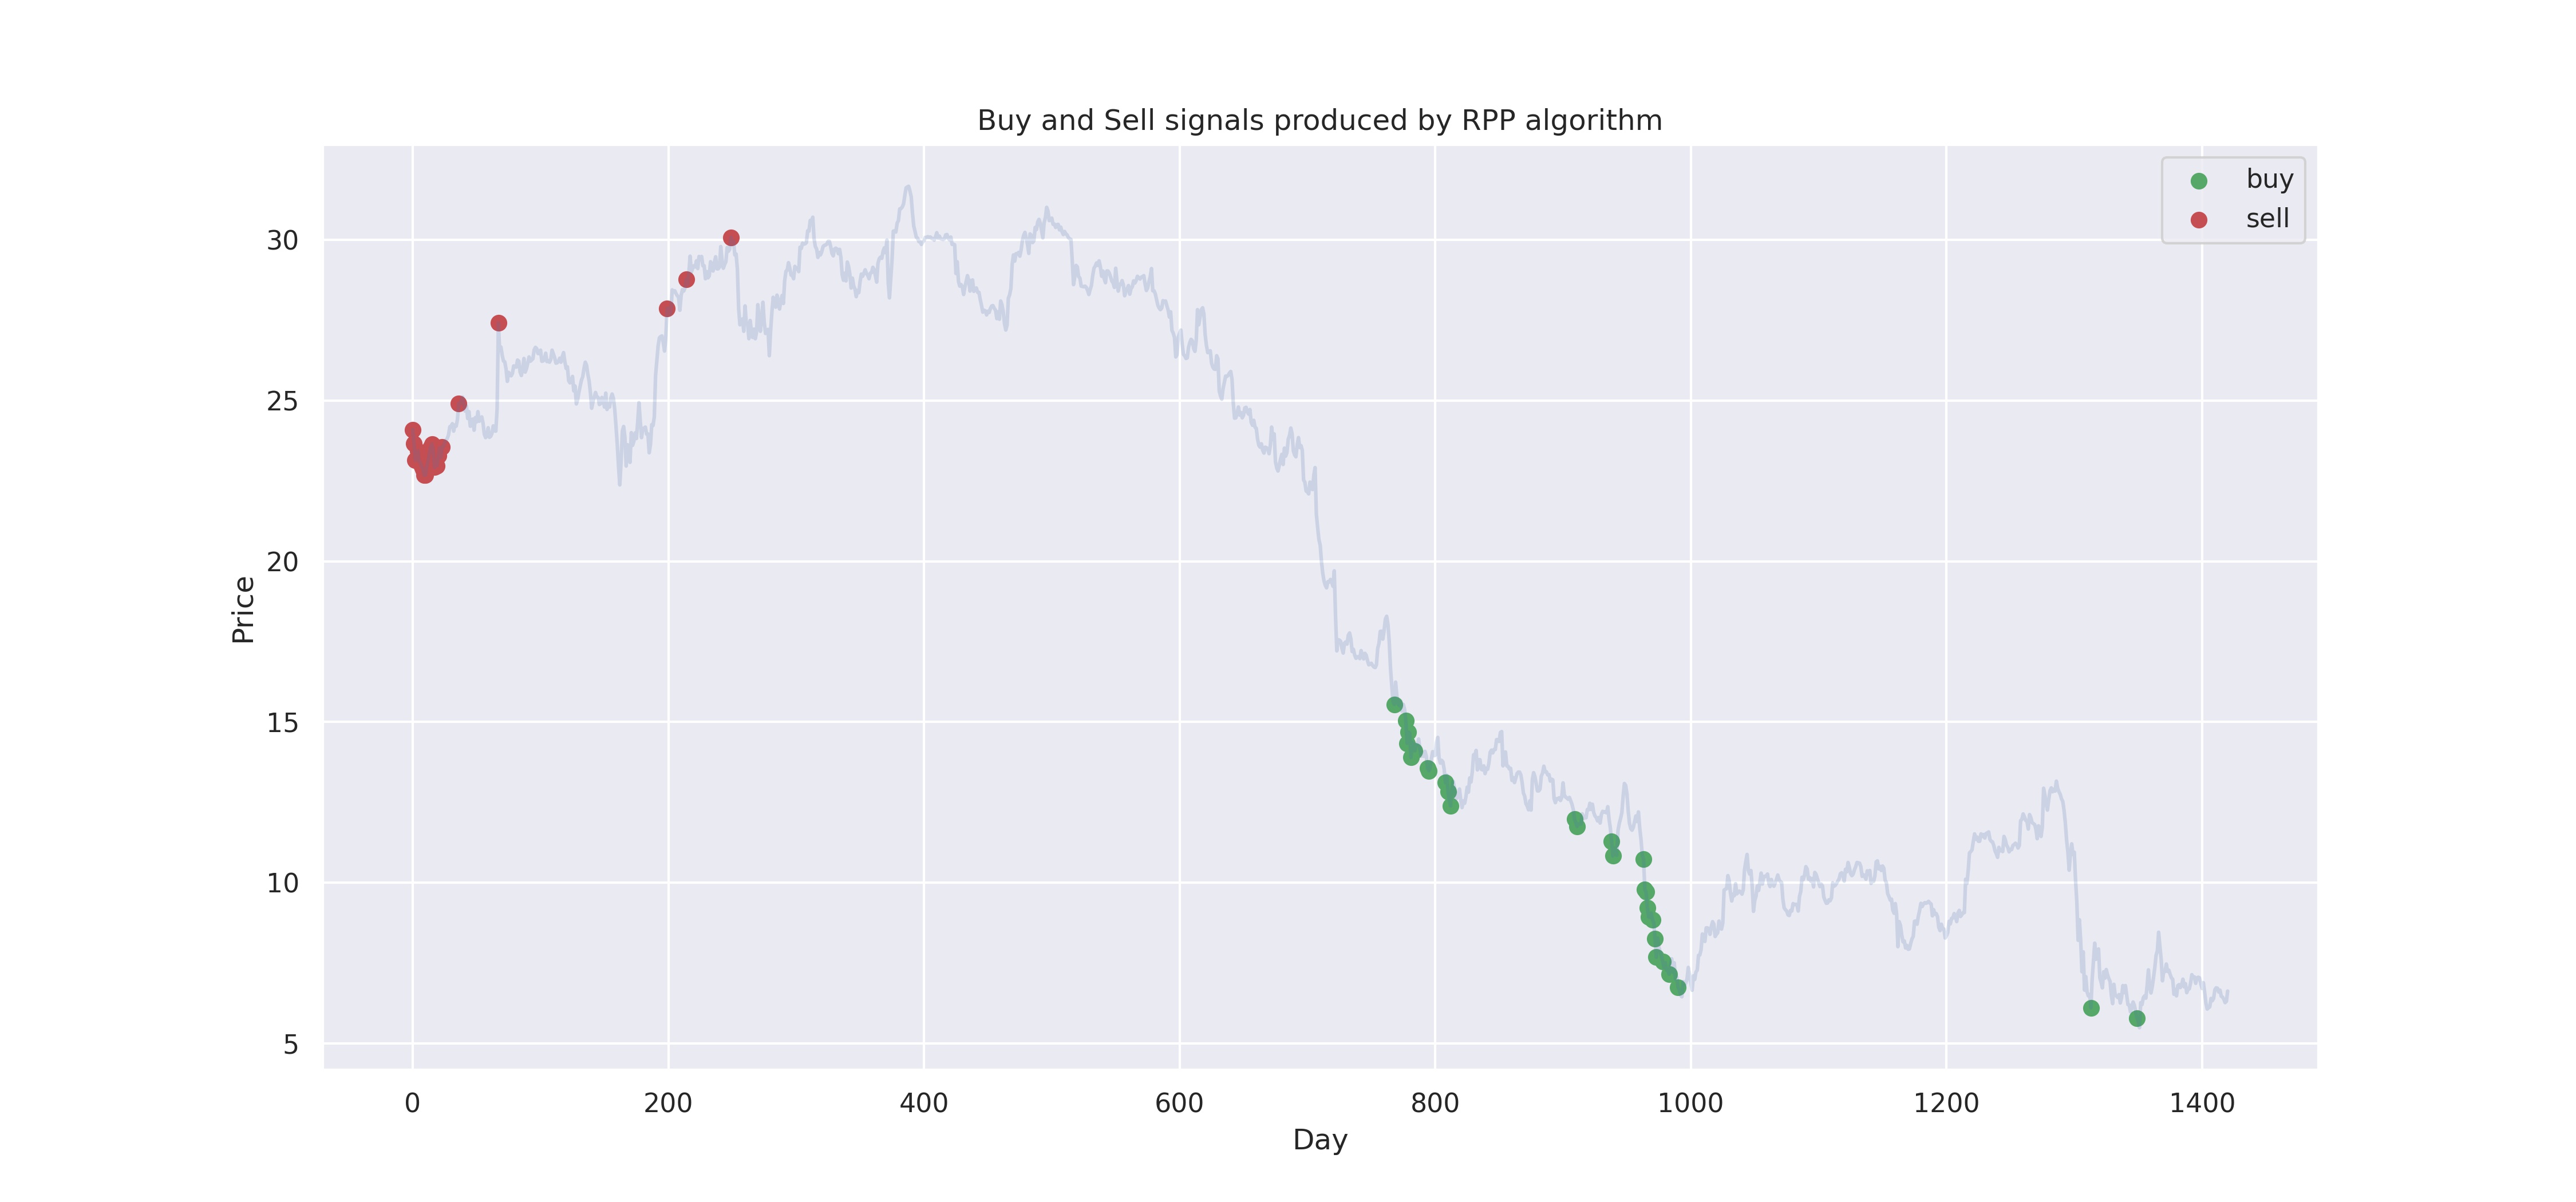 Buy and Sell signals produced by RPP algorithm
buy
sell
30
25
20
15
10
5
Price
0 200 400 600 800 1000 1200 1400
Day